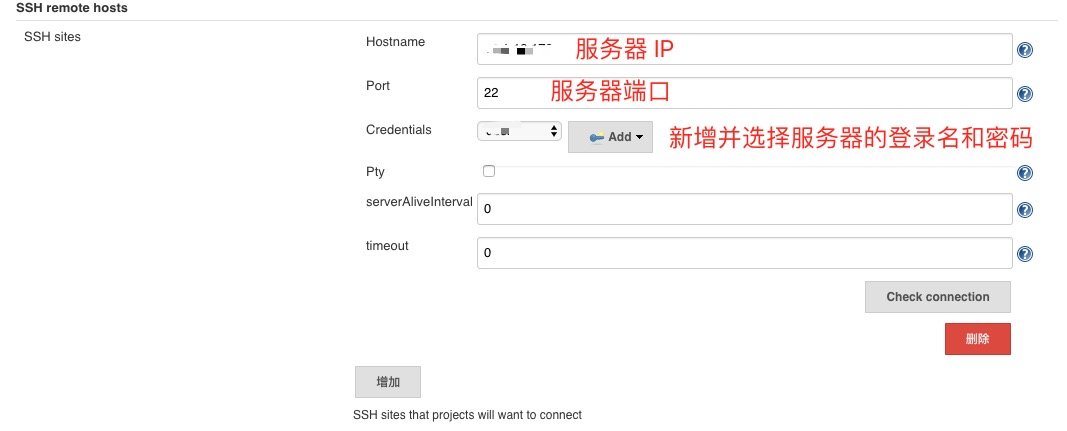 SSH remote hosts
SSH sites
Hostname
服务器 IP
Port
22
服务器端口
Credentials
Add
新增并选择服务器的登录名和密码
Pty
serverAliveInterval
0
timeout
0
Check connection
删除
增加
SSH sites that projects will want to connect